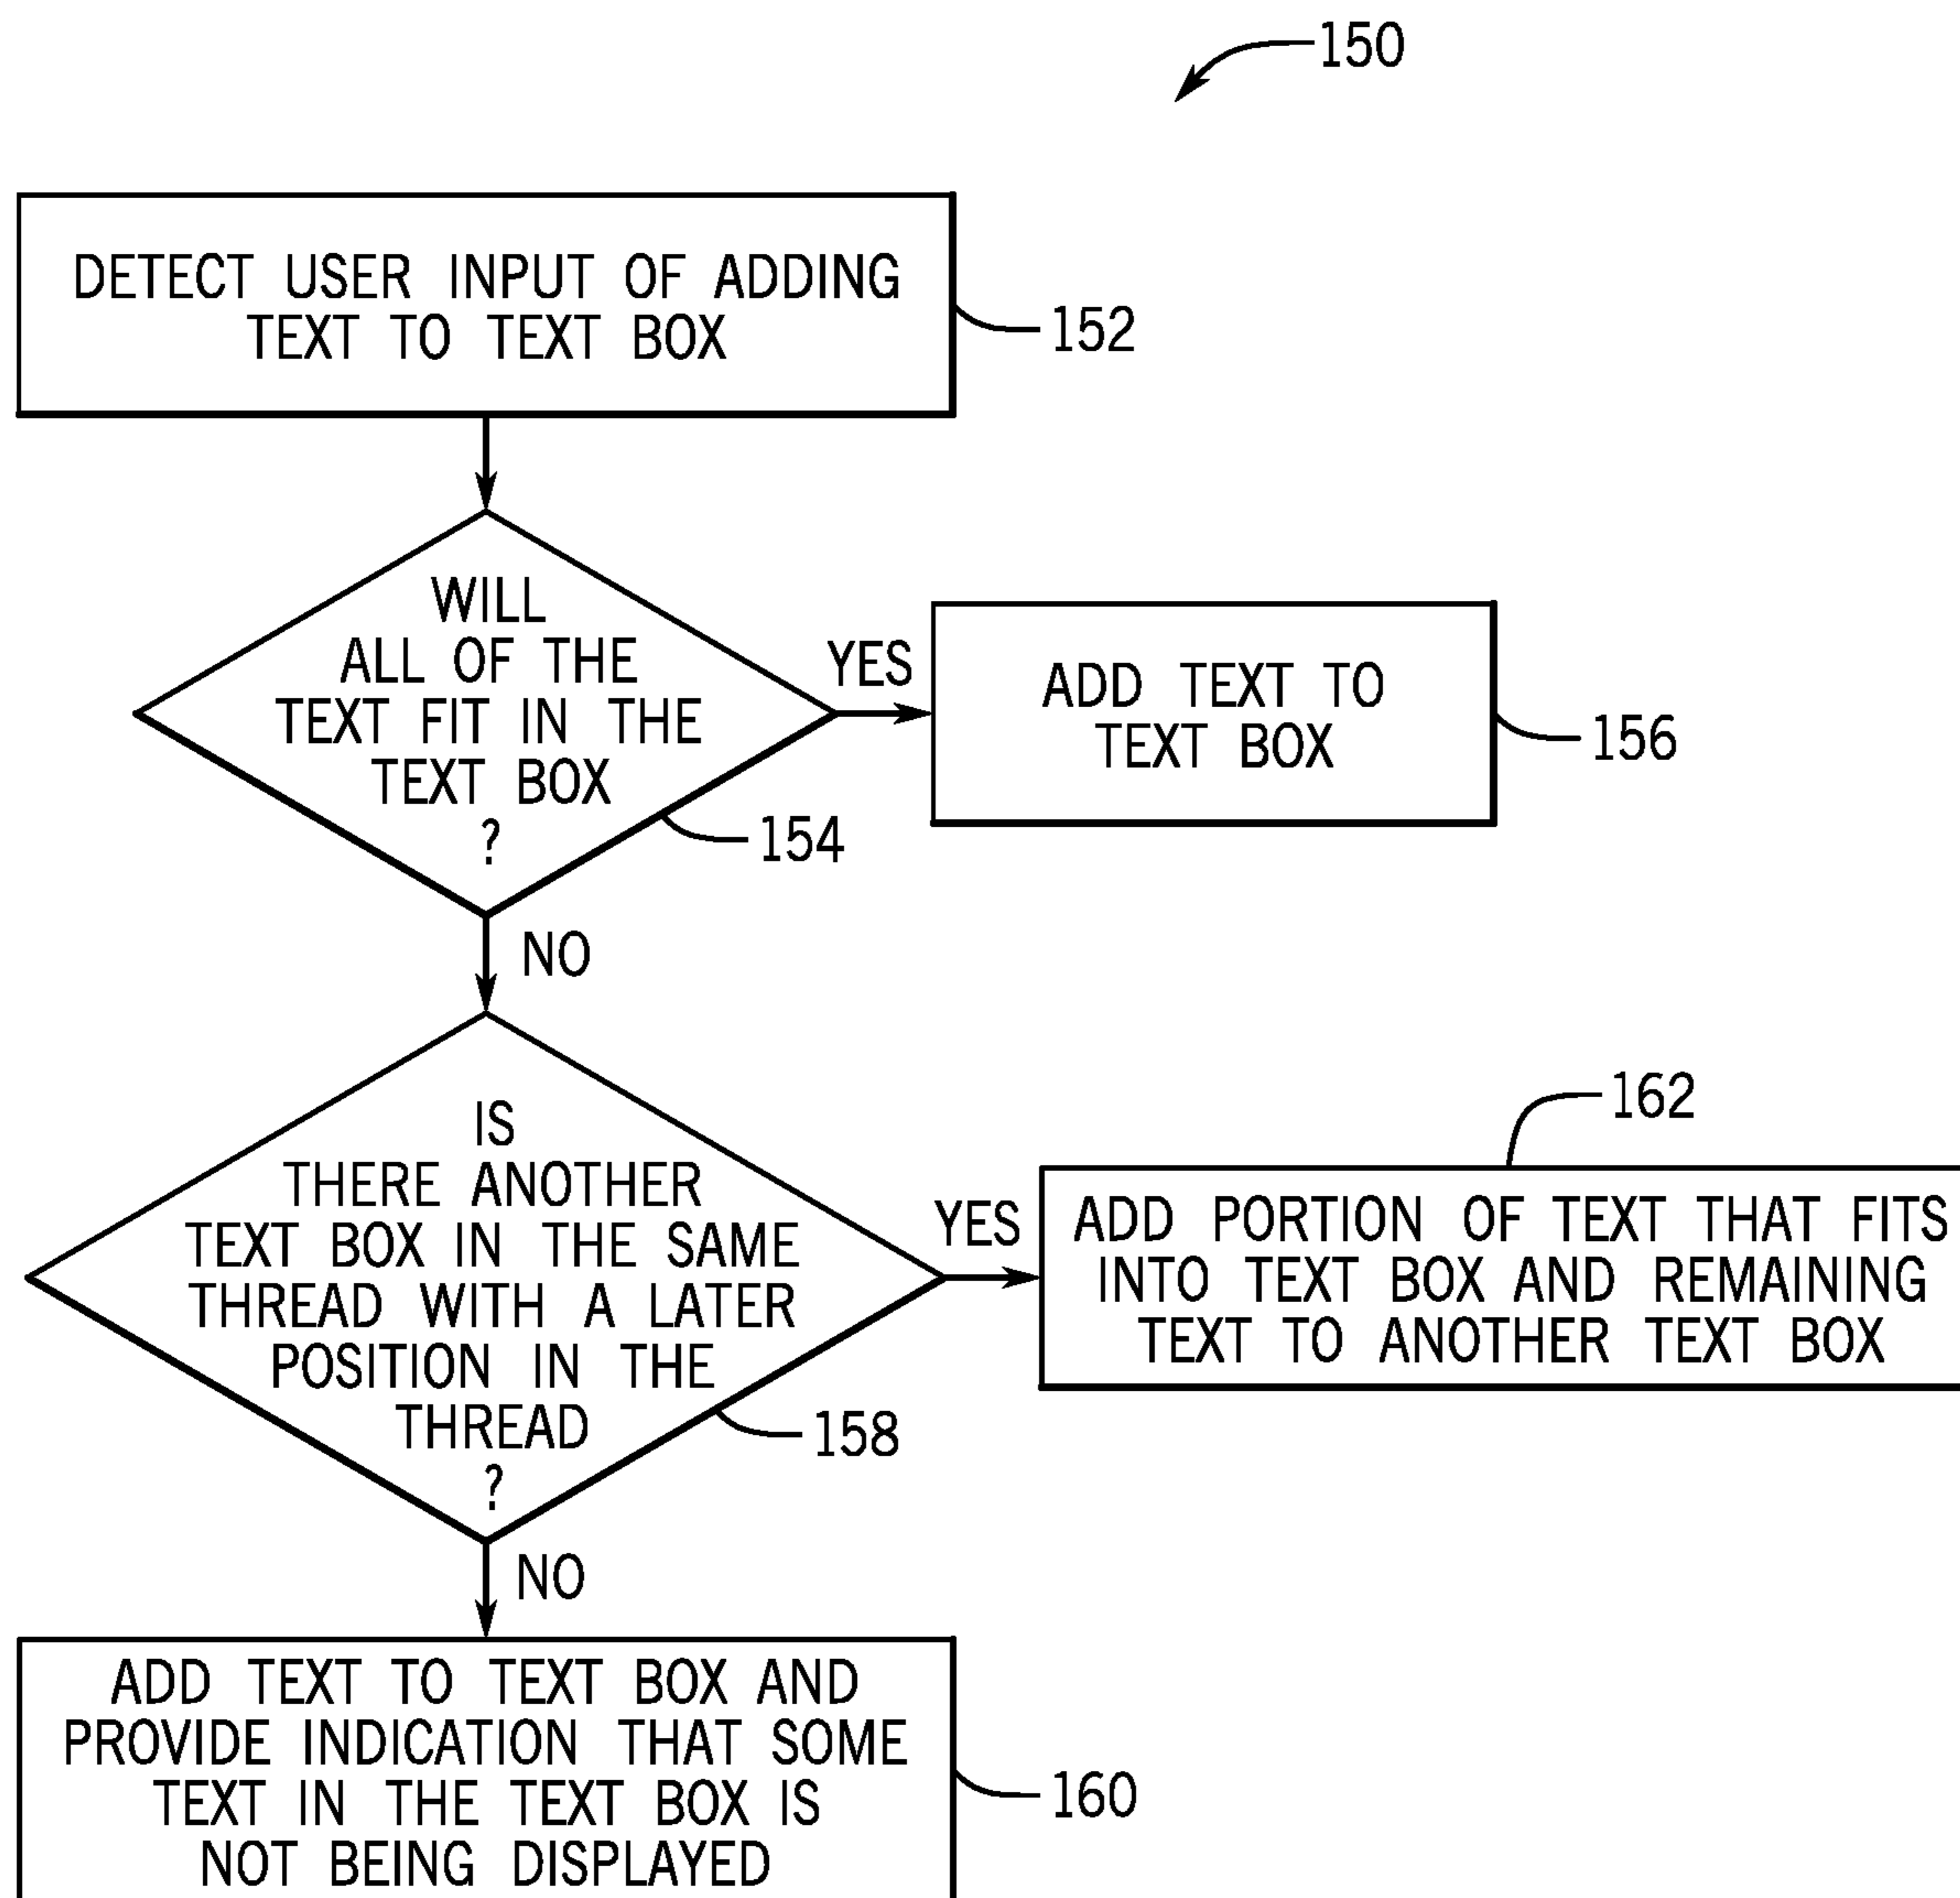 150
DETECT USER INPUT OF ADDING
TEXT TO TEXT BOX
152
WILL
ALL OF THE
TEXT FIT IN THE
TEXT BOX
?
154
YES
ADD TEXT TO
TEXT BOX
156
NO
IS
THERE ANOTHER
TEXT BOX IN THE SAME
THREAD WITH A LATER
POSITION IN THE
THREAD
?
158
YES
162
ADD PORTION OF TEXT THAT FITS
INTO TEXT BOX AND REMAINING
TEXT TO ANOTHER TEXT BOX
NO
ADD TEXT TO TEXT BOX AND
PROVIDE INDICATION THAT SOME
TEXT IN THE TEXT BOX IS
NOT BEING DISPLAYED
160